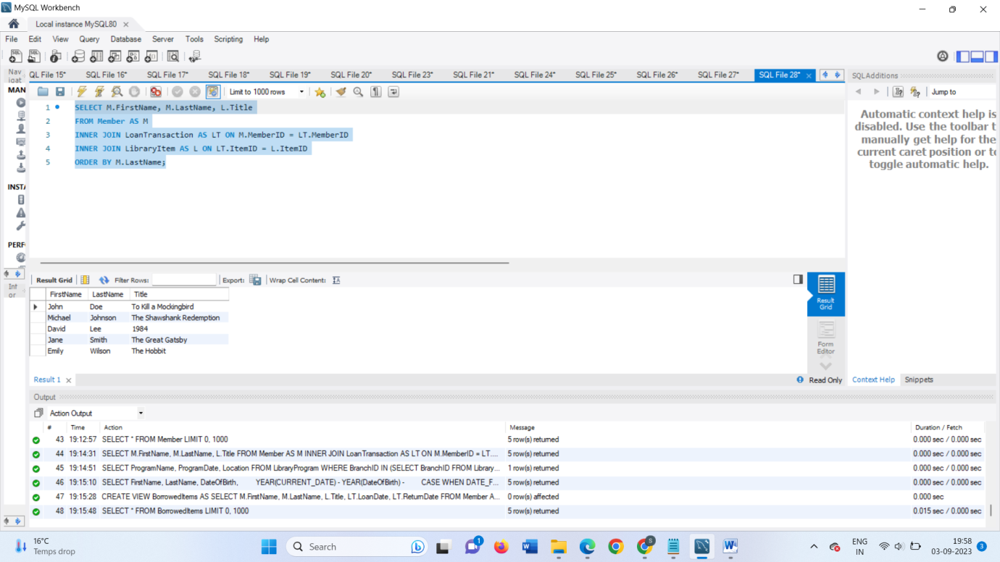 MySQL Workbench
Local instance MySQL80
File Edit View Query Database Server Tools Scripting Help
Nav
igat
QL File 15* SQL File 16* SQL File 17* SQL File 18* SQL File 19* SQL File 20* SQL File 23* SQL File 21* SQL File 24* SQL File 25* SQL File 26* SQL File 27* SQL File 28*
SQLAdditions
MAN
Limit to 1000 rows
Jump to
1 SELECT M.FirstName, M.LastName, L.Title
2 FROM Member AS M
3 INNER JOIN LoanTransaction AS LT ON M.MemberID = LT.MemberID
4 INNER JOIN LibraryItem AS L ON LT.ItemID = L.ItemID
5 ORDER BY M.LastName;
Automatic context help is
disabled. Use the toolbar t
manually get help for the
current caret position or to
toggle automatic help.
INSTA
PERF
Int
or
Result Grid Filter Rows: Export: Wrap Cell Content:
FirstName LastName Title
John Doe To Kill a Mockingbird
Michael Johnson The Shawshank Redemption
David Lee 1984
Jane Smith The Great Gatsby
Emily Wilson The Hobbit
Result
Grid
Form
Editor
Result 1
Read Only
Context Help Snippets
Output
Action Output
# Time Action Message Duration / Fetch
43 19:12:57 SELECT * FROM Member LIMIT 0, 1000 5 row(s) returned 0.000 sec / 0.000 sec
44 19:14:31 SELECT M.FirstName, M.LastName, L.Title FROM Member AS M INNER JOIN LoanTransaction AS LT ON M.MemberID = LT.... 5 row(s) returned 0.000 sec / 0.000 sec
45 19:14:51 SELECT ProgramName, ProgramDate, Location FROM LibraryProgram WHERE BranchID IN (SELECT BranchID FROM Library... 1 row(s) returned 0.000 sec / 0.000 sec
46 19:15:10 SELECT FirstName, LastName, DateOfBirth, YEAR(CURRENT_DATE) - YEAR(DateOfBirth) - CASE WHEN DATE_F... 5 row(s) returned 0.000 sec / 0.000 sec
47 19:15:28 CREATE VIEW BorrowedItems AS SELECT M.FirstName, M.LastName, L.Title, LT.LoanDate, LT.ReturnDate FROM Member A... 0 row(s) affected 0.000 sec
48 19:15:48 SELECT * FROM BorrowedItems LIMIT 0, 1000 5 row(s) returned 0.015 sec / 0.000 sec
16°C
Temps drop
Search
1
S
ENG
IN
19:58
03-09-2023
3